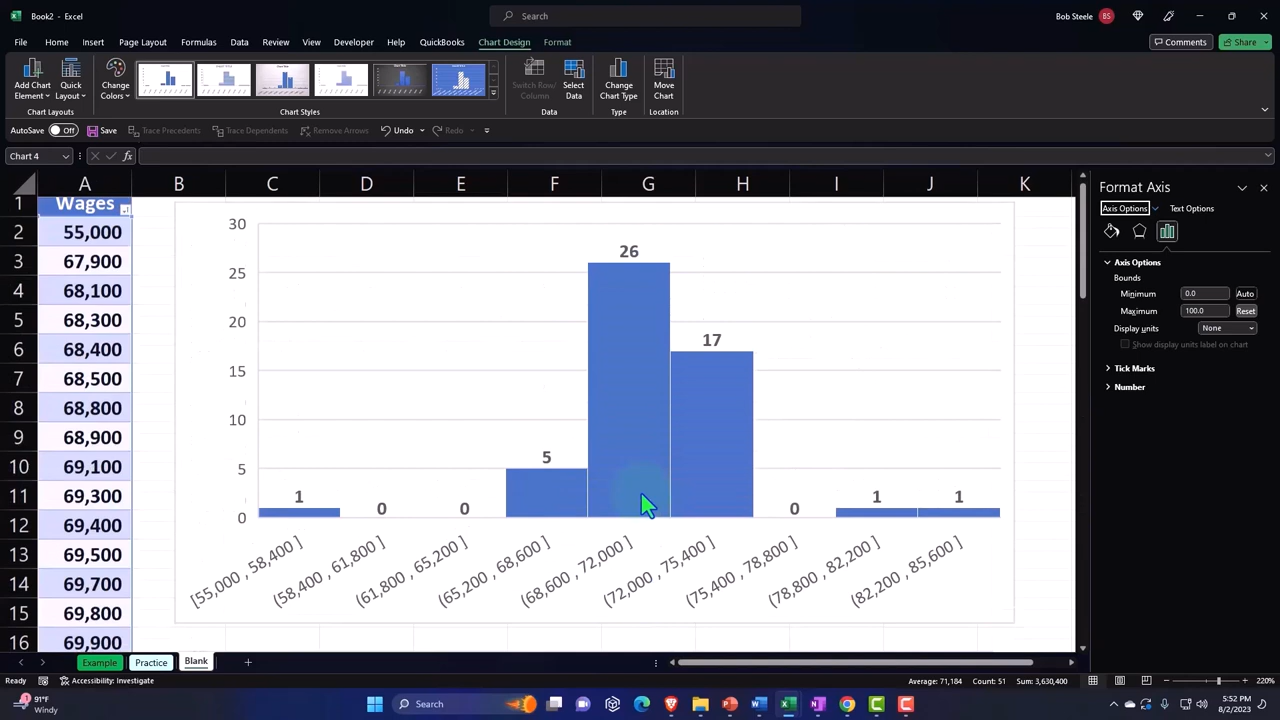 Book2 - Excel
Search
Bob Steele BS
File Home Insert Page Layout Formulas Data Review View Developer Help QuickBooks Chart Design Format
Comments Share
Add Chart Element
Quick Layout
Change Colors
Switch Row/ Column
Select Data
Change Chart Type
Move Chart
Chart Layouts Chart Styles Data Type Location
AutoSave Off Save Trace Precedents Trace Dependents Remove Arrows Undo Redo
Chart 4 fx
A B C D E F G H I J K
1 Wages
2 55,000
3 67,900
4 68,100
5 68,300
6 68,400
7 68,500
8 68,800
9 68,900
10 69,100
11 69,300
12 69,400
13 69,500
14 69,700
15 69,800
16 69,900
30
25
20
15
10
5
0
1 0 0 5 26 17 0 1 1
[55,000 , 58,400 ]
(58,400 , 61,800 ]
(61,800 , 65,200 ]
(65,200 , 68,600 ]
(68,600 , 72,000 ]
(72,000 , 75,400 ]
(75,400 , 78,800 ]
(78,800 , 82,200 ]
(82,200 , 85,600 ]
Format Axis
Axis Options Text Options
Axis Options
Bounds
Minimum 0.0 Auto
Maximum 100.0 Reset
Display units None
Show display units label on chart
Tick Marks
Number
Example Practice Blank
Ready Accessibility: Investigate Average: 71,184 Count: 51 Sum: 3,630,400 220%
1
91°F
Windy
Search
5:52 PM
8/2/2023